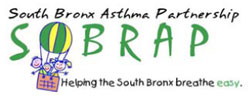 South Bronx Asthma Partnership
SOBRAP
Helping the South Bronx breathe easy.